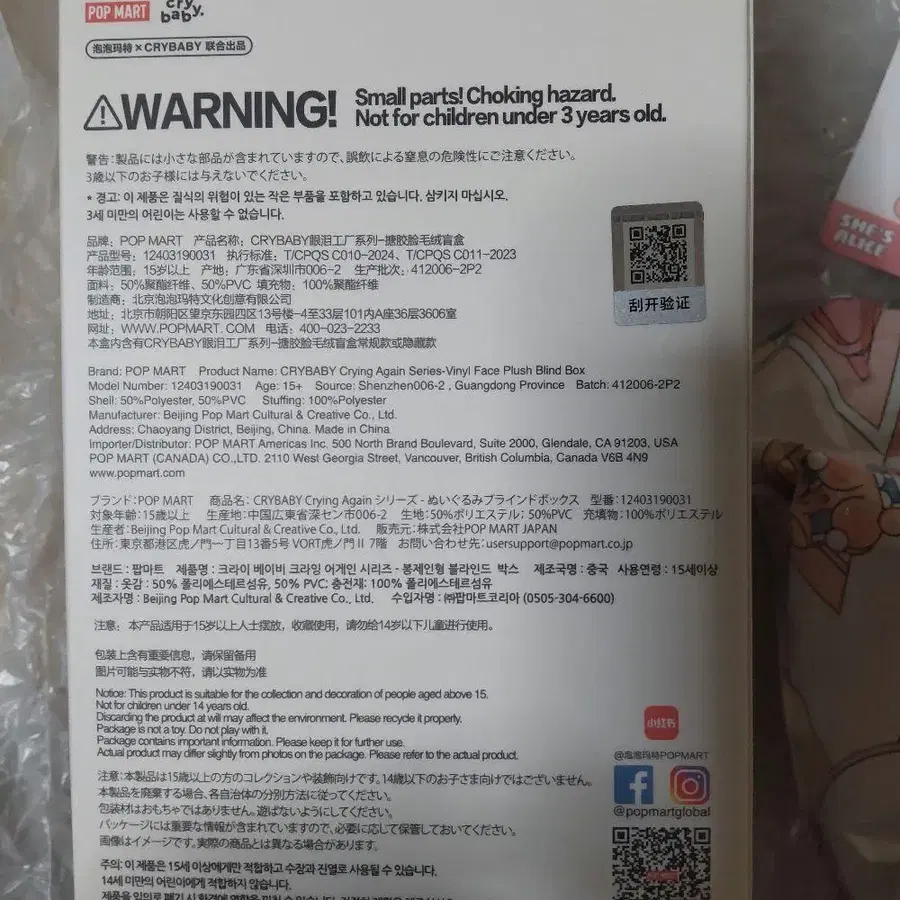 POP MART
cry baby.
泡泡玛特×CRYBABY 联合出品
WARNING!
Small parts! Choking hazard.
Not for children under 3 years old.
警告:製品には小さな部品が含まれていますので、誤飲による窒息の危険性にご注意ください。
3歳以下のお子様には与えないでください。
* 경고: 이 제품은 질식의 위험이 있는 작은 부품을 포함하고 있습니다. 삼키지 마십시오.
3세 미만의 어린이는 사용할 수 없습니다.
品牌：POP MART 产品名称：CRYBABY眼泪工厂系列-搪胶脸毛绒盲盒
产品型号：12403190031 执行标准：T/CPQS C010-2024、T/CPQS C011-2023
年龄范围：15岁以上 产地：广东省深圳市006-2 生产批次：412006-2P2
面料：50%聚酯纤维、50%PVC 填充物：100%聚酯纤维
制造商：北京泡泡玛特文化创意有限公司
地址：北京市朝阳区望京东园四区13号楼-4至33层101内A座36层3606室
网址：WWW.POPMART.COM 电话：400-023-2233
本盒内含有CRYBABY眼泪工厂系列-搪胶脸毛绒盲盒常规款或隐藏款
刮开验证
Brand: POP MART Product Name: CRYBABY Crying Again Series-Vinyl Face Plush Blind Box
Model Number: 12403190031 Age: 15+ Source: Shenzhen006-2 , Guangdong Province Batch: 412006-2P2
Shell: 50%Polyester, 50%PVC Stuffing: 100%Polyester
Manufacturer: Beijing Pop Mart Cultural & Creative Co., Ltd.
Address: Chaoyang District, Beijing, China. Made in China
Importer/Distributor: POP MART Americas Inc. 500 North Brand Boulevard, Suite 2000, Glendale, CA 91203, USA
POP MART (CANADA) CO.,LTD. 2110 West Georgia Street, Vancouver, British Columbia, Canada V6B 4N9
www.popmart.com
ブランド:POP MART 商品名: CRYBABY Crying Again シリーズ - ぬいぐるみブラインドボックス 型番:12403190031
対象年齢:15歳以上 生産地:中国広東省深セン市006-2 生地:50%ポリエステル; 50%PVC 充填物:100%ポリエステル
生産者:Beijing Pop Mart Cultural & Creative Co., Ltd. 販売元:株式会社POP MART JAPAN
住所:東京都港区虎ノ門一丁目13番5号 VORT虎ノ門II 7階 お問い合わせ先:usersupport@popmart.co.jp
브랜드 : 팝마트 제품명 : 크라이 베이비 크라잉 어게인 시리즈 - 봉제인형 블라인드 박스 제조국명 : 중국 사용연령 : 15세이상
재질 : 옷감 : 50% 폴리에스테르섬유, 50% PVC; 충전재: 100% 폴리에스테르섬유
제조자명 : Beijing Pop Mart Cultural & Creative Co., Ltd. 수입자명 : ㈜팝마트코리아 (0505-304-6600)
注意：本产品适用于15岁以上人士摆放，收藏使用，请勿给14岁以下儿童进行使用。
包装上含有重要信息，请保留备用
图片可能与实物不符，请以实物为准
Notice: This product is suitable for the collection and decoration of people aged above 15.
Not for children under 14 years old.
Discarding the product at will may affect the environment. Please recycle it properly.
Package is not a toy. Do not play with it.
Package contains important information. Please keep it for further use.
Actual product may differ slightly from photos on the package. Please refer to the actual product.
小红书
@泡泡玛特POPMART
@popmartglobal
注意:本製品は15歳以上の方のコレクションや装飾向けです。14歳以下のお子さま向けではございません。
本製品を廃棄する場合、各自治体の分別方法に従ってください。
包装材はおもちゃではありません。遊ばないようにしてください。
パッケージには重要な情報が含まれていますので、必要に応じて保管しておいてください。
画像はイメージです。実際の商品とは異なる場合があります。
주의: 이 제품은 15세 이상에게만 적합하고 수장과 진열로 사용될 수 있습니다.
14세 미만의 어린이에게 적합하지 않습니다.
SHE'S
ALICE